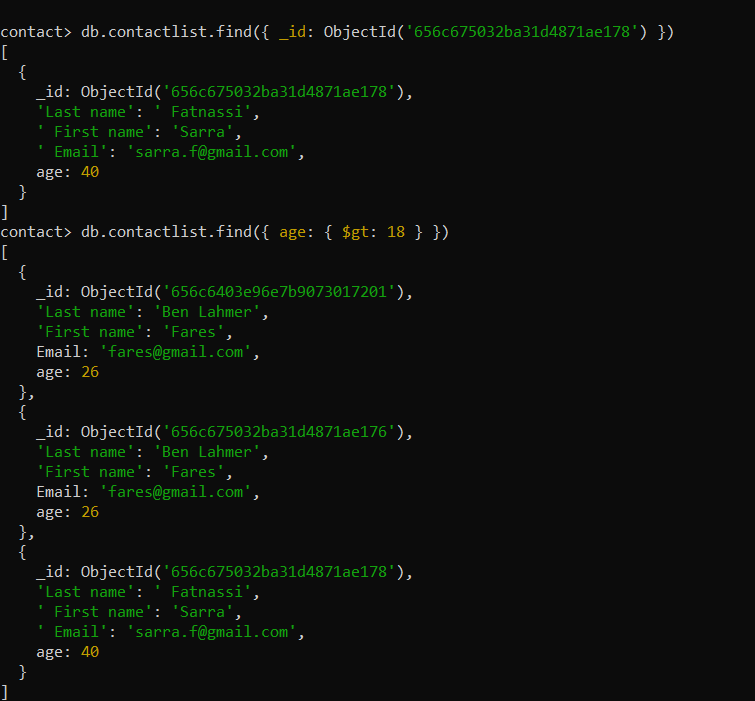 contact> db.contactlist.find({ _id: ObjectId('656c675032ba31d4871ae178') })
[
  {
    _id: ObjectId('656c675032ba31d4871ae178'),
    'Last name': ' Fatnassi',
    ' First name': 'Sarra',
    ' Email': 'sarra.f@gmail.com',
    age: 40
  }
]
contact> db.contactlist.find({ age: { $gt: 18 } })
[
  {
    _id: ObjectId('656c6403e96e7b9073017201'),
    'Last name': 'Ben Lahmer',
    'First name': 'Fares',
    Email: 'fares@gmail.com',
    age: 26
  },
  {
    _id: ObjectId('656c675032ba31d4871ae176'),
    'Last name': 'Ben Lahmer',
    'First name': 'Fares',
    Email: 'fares@gmail.com',
    age: 26
  },
  {
    _id: ObjectId('656c675032ba31d4871ae178'),
    'Last name': ' Fatnassi',
    ' First name': 'Sarra',
    ' Email': 'sarra.f@gmail.com',
    age: 40
  }
]